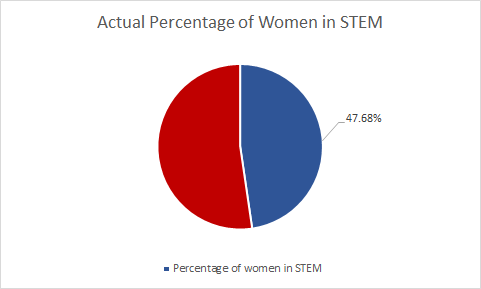 Actual Percentage of Women in STEM
47.68%
Percentage of women in STEM